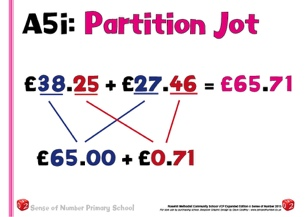 A5i: Partition Jot
£38.25 + £27.46 = £65.71
£65.00 + £0.71
Sense of Number Primary School